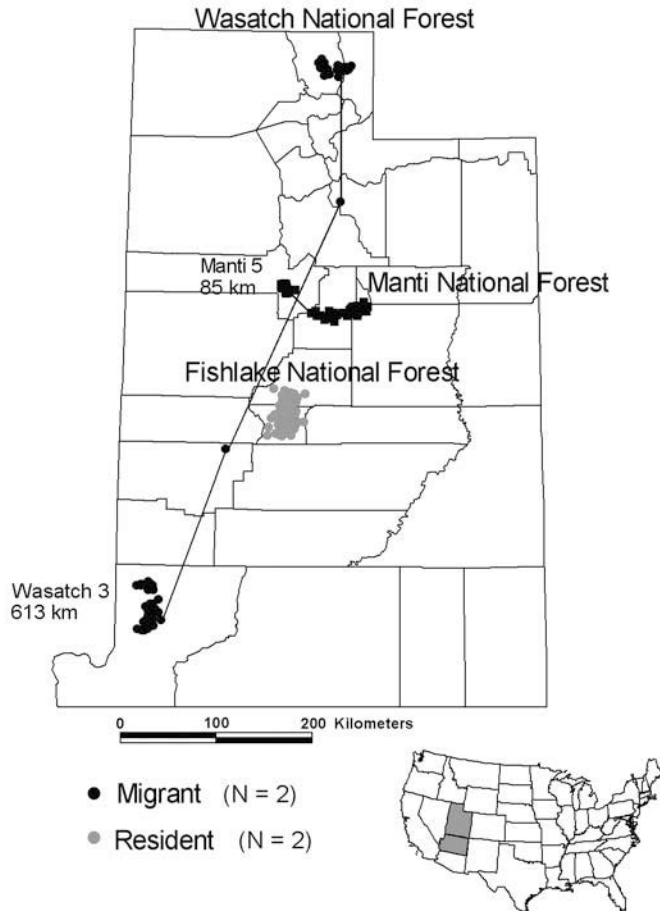 Wasatch National Forest
Manti 5
85 km
Manti National Forest
Fishlake National Forest
Wasatch 3
613 km
0 100 200 Kilometers
Migrant (N = 2)
Resident (N = 2)